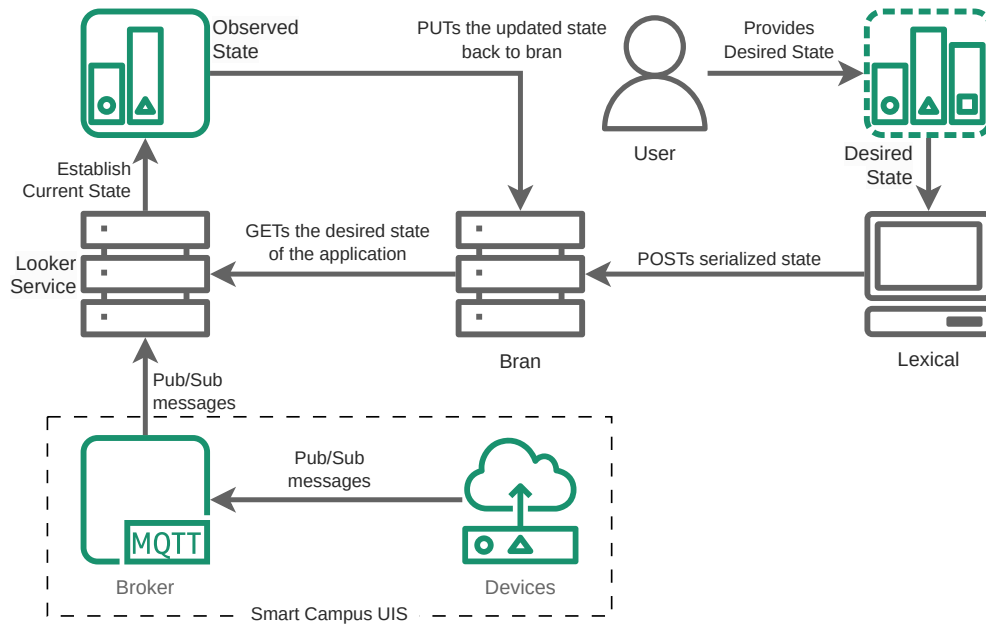 Observed
State
PUTs the updated state
back to bran
Provides
Desired State
User
Desired
State
Establish
Current State
GETs the desired state
of the application
POSTs serialized state
Looker
Service
Bran
Lexical
Pub/Sub
messages
Pub/Sub
messages
MQTT
Broker
Devices
Smart Campus UIS